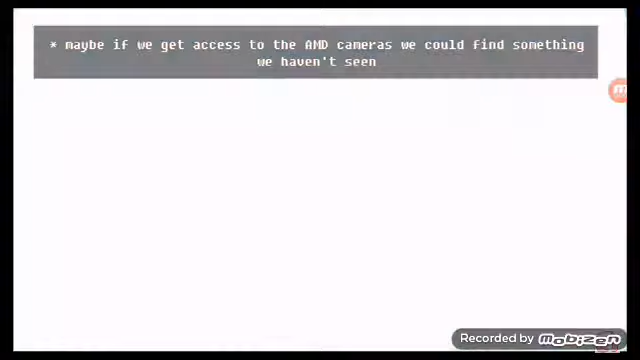 * maybe if we get access to the AMD cameras we could find something
we haven't seen
Recorded by mobizen